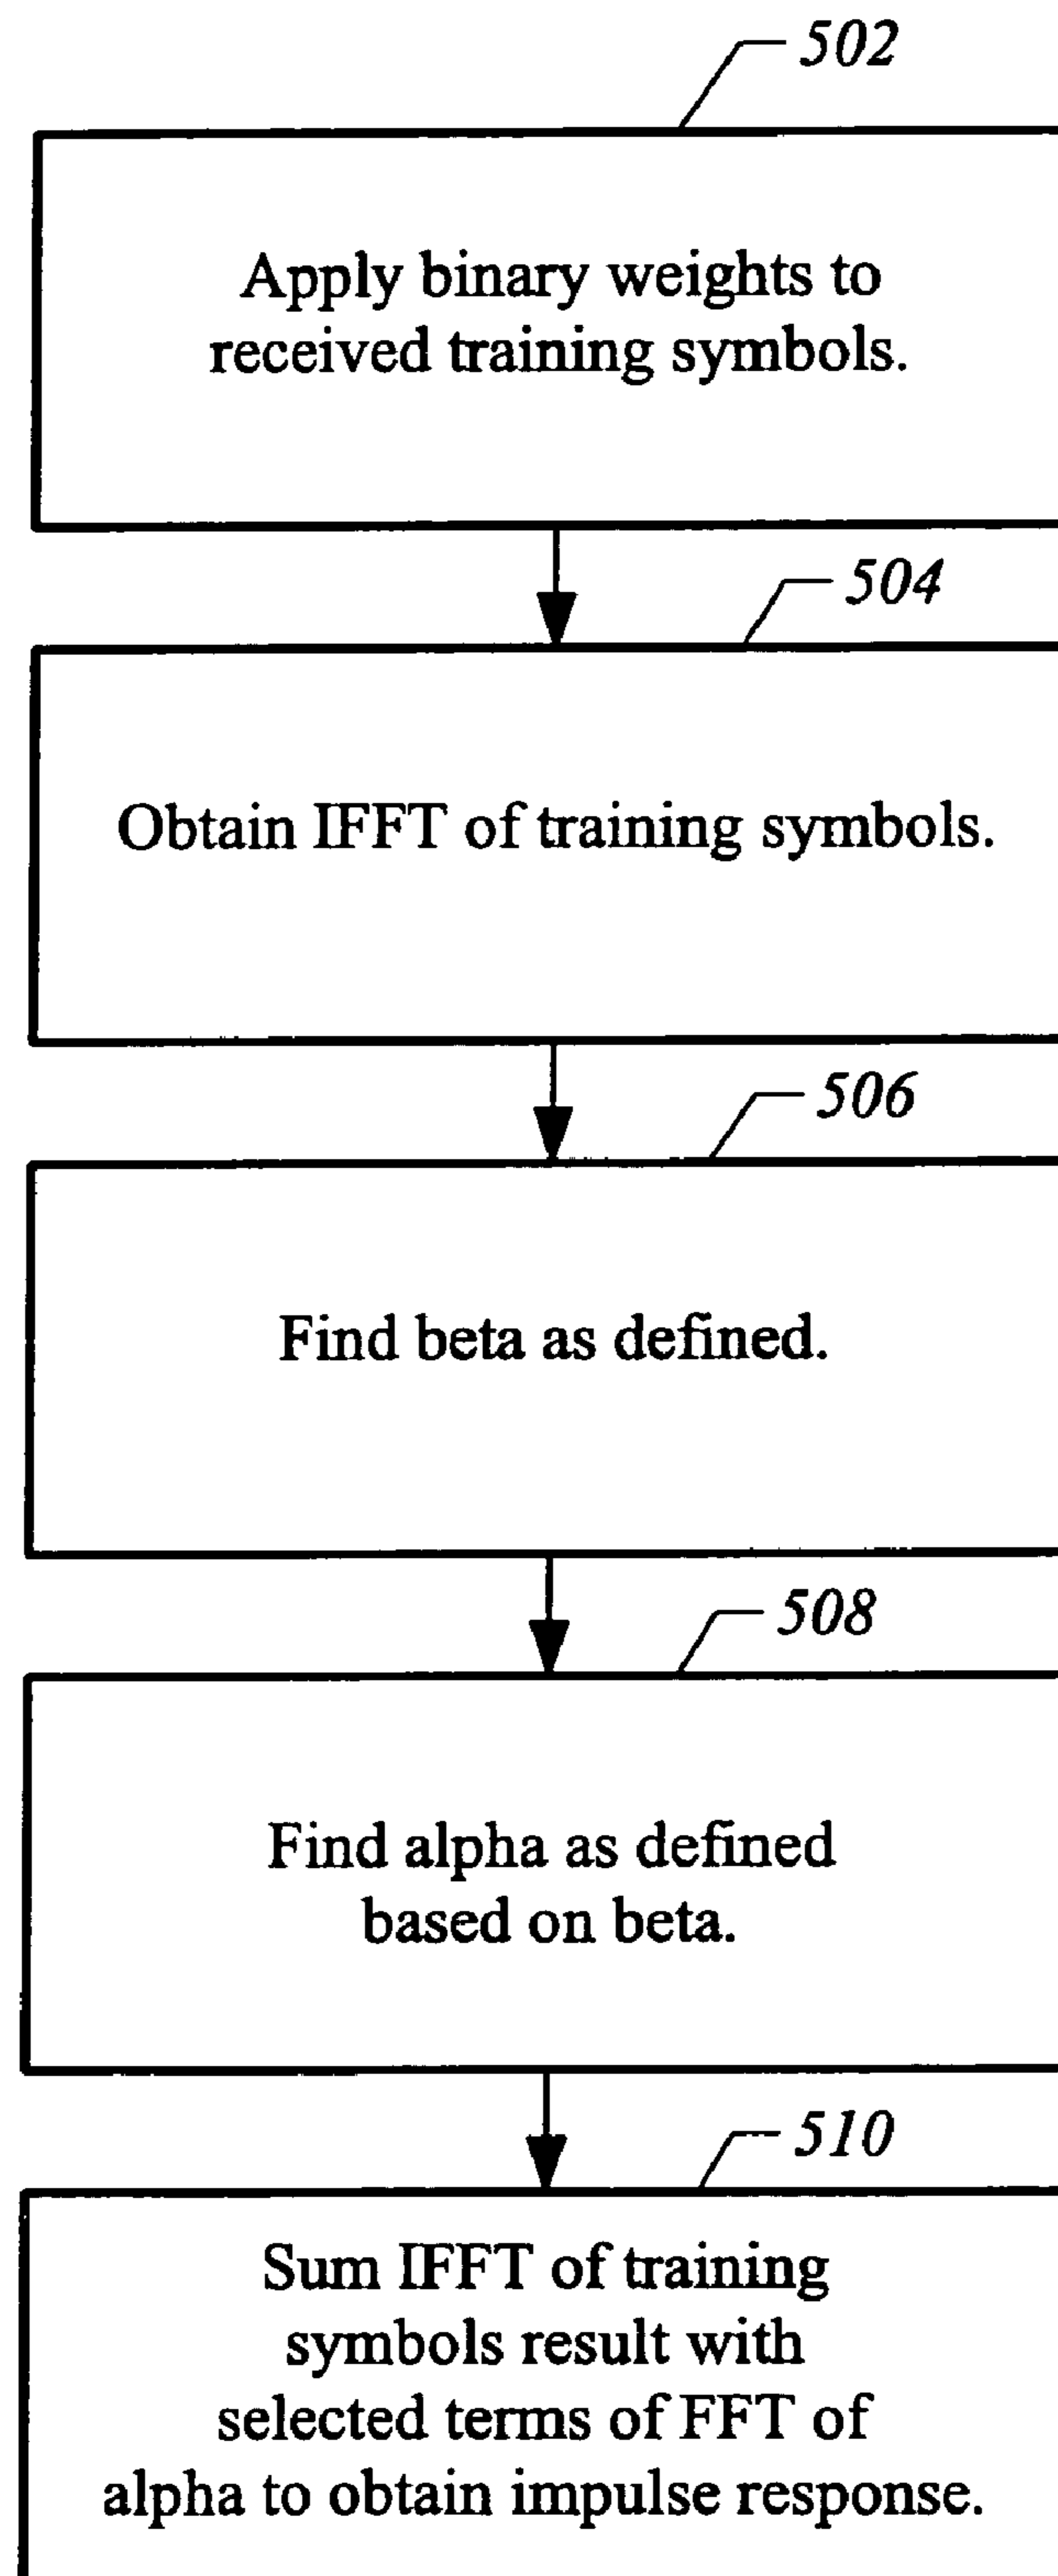 502
Apply binary weights to
received training symbols.
504
Obtain IFFT of training symbols.
506
Find beta as defined.
508
Find alpha as defined
based on beta.
510
Sum IFFT of training
symbols result with
selected terms of FFT of
alpha to obtain impulse response.